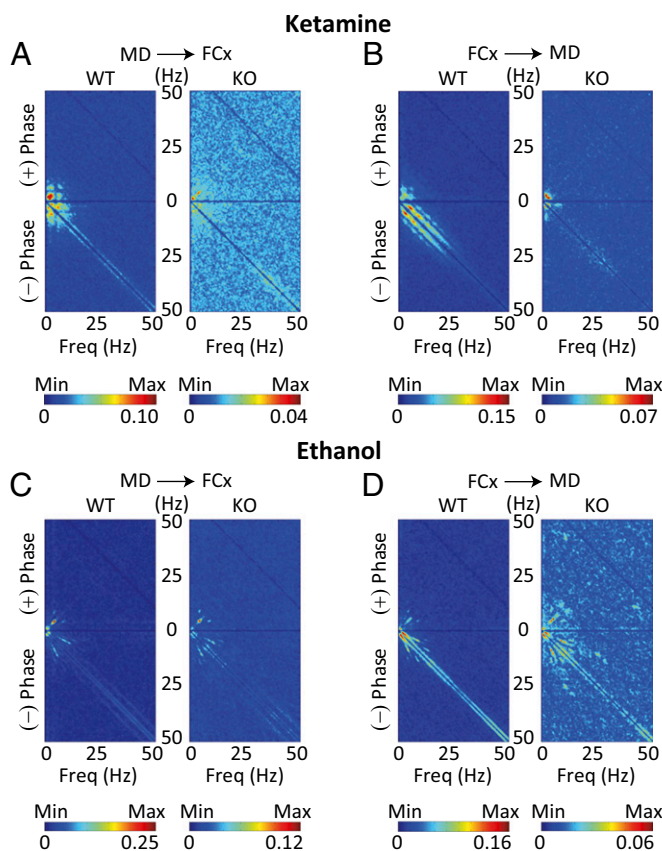 Ketamine
A
MD → FCx
WT (Hz) KO
50
25
0
25
50
(+) Phase
(−) Phase
0 25 50 0 25 50
Freq (Hz) Freq (Hz)
Min Max Min Max
0 0.10 0 0.04
B
FCx → MD
WT (Hz) KO
50
25
0
25
50
(+) Phase
(−) Phase
0 25 50 0 25 50
Freq (Hz) Freq (Hz)
Min Max Min Max
0 0.15 0 0.07
Ethanol
C
MD → FCx
WT (Hz) KO
50
25
0
25
50
(+) Phase
(−) Phase
0 25 50 0 25 50
Freq (Hz) Freq (Hz)
Min Max Min Max
0 0.25 0 0.12
D
FCx → MD
WT (Hz) KO
50
25
0
25
50
(+) Phase
(−) Phase
0 25 50 0 25 50
Freq (Hz) Freq (Hz)
Min Max Min Max
0 0.16 0 0.06